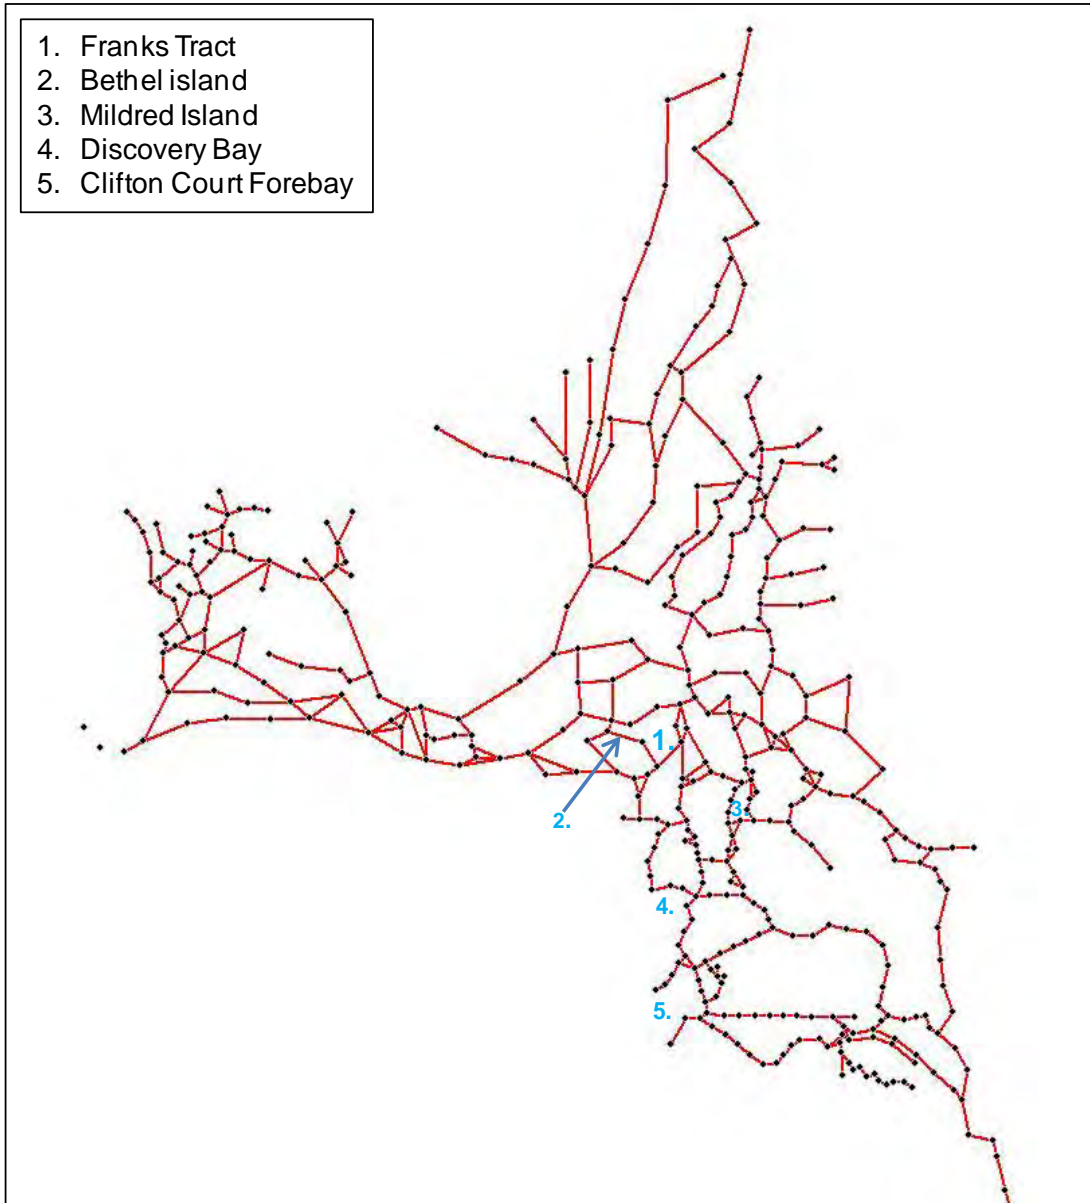 1. Franks Tract
2. Bethel island
3. Mildred Island
4. Discovery Bay
5. Clifton Court Forebay
1.
3.
2.
4.
5.